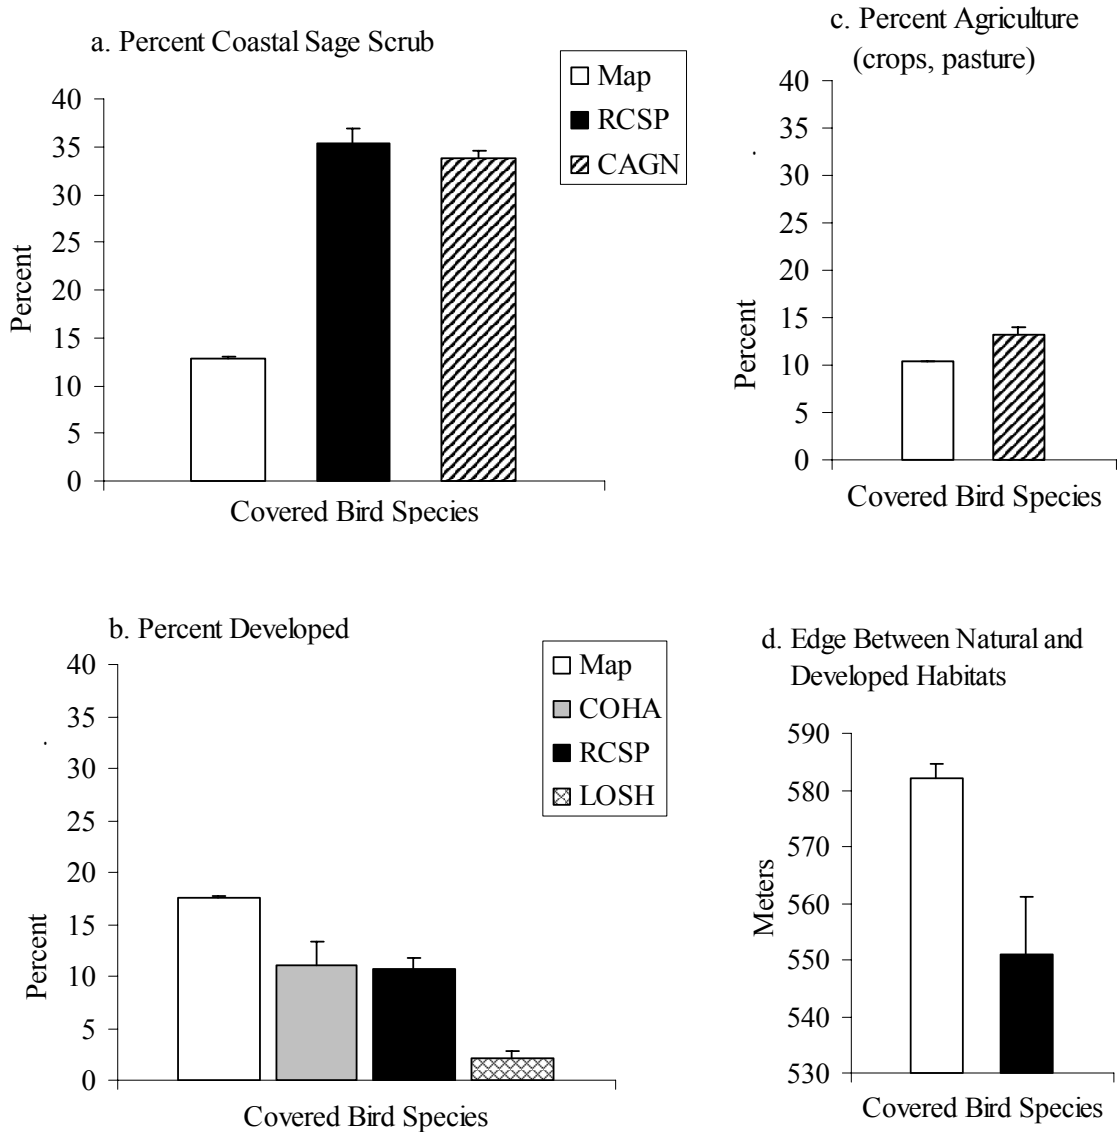 a. Percent Coastal Sage Scrub
Map
RCSP
CAGN
40
35
30
25
20
15
10
5
0
Percent
Covered Bird Species
c. Percent Agriculture
(crops, pasture)
40
35
30
25
20
15
10
5
0
Percent
Covered Bird Species
b. Percent Developed
Map
COHA
RCSP
LOSH
40
35
30
25
20
15
10
5
0
Percent
Covered Bird Species
d. Edge Between Natural and
Developed Habitats
590
580
570
560
550
540
530
Meters
Covered Bird Species